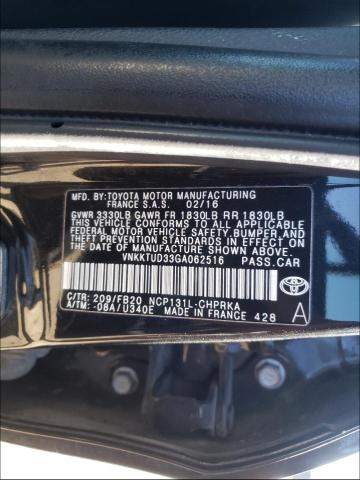 MFD. BY:TOYOTA MOTOR MANUFACTURING
FRANCE S.A.S. 02/16
GVWR 3330LB GAWR FR 1830LB RR 1830LB
THIS VEHICLE CONFORMS TO ALL APPLICABLE
FEDERAL MOTOR VEHICLE SAFETY, BUMPER, AND
THEFT PREVENTION STANDARDS IN EFFECT ON
THE DATE OF MANUFACTURE SHOWN ABOVE.
VNKKTUD33GA062516 PASS.CAR
C/TR: 209/FB20 NCP131L-CHPRKA
A/TM: -08A/U340E MADE IN FRANCE 428
A